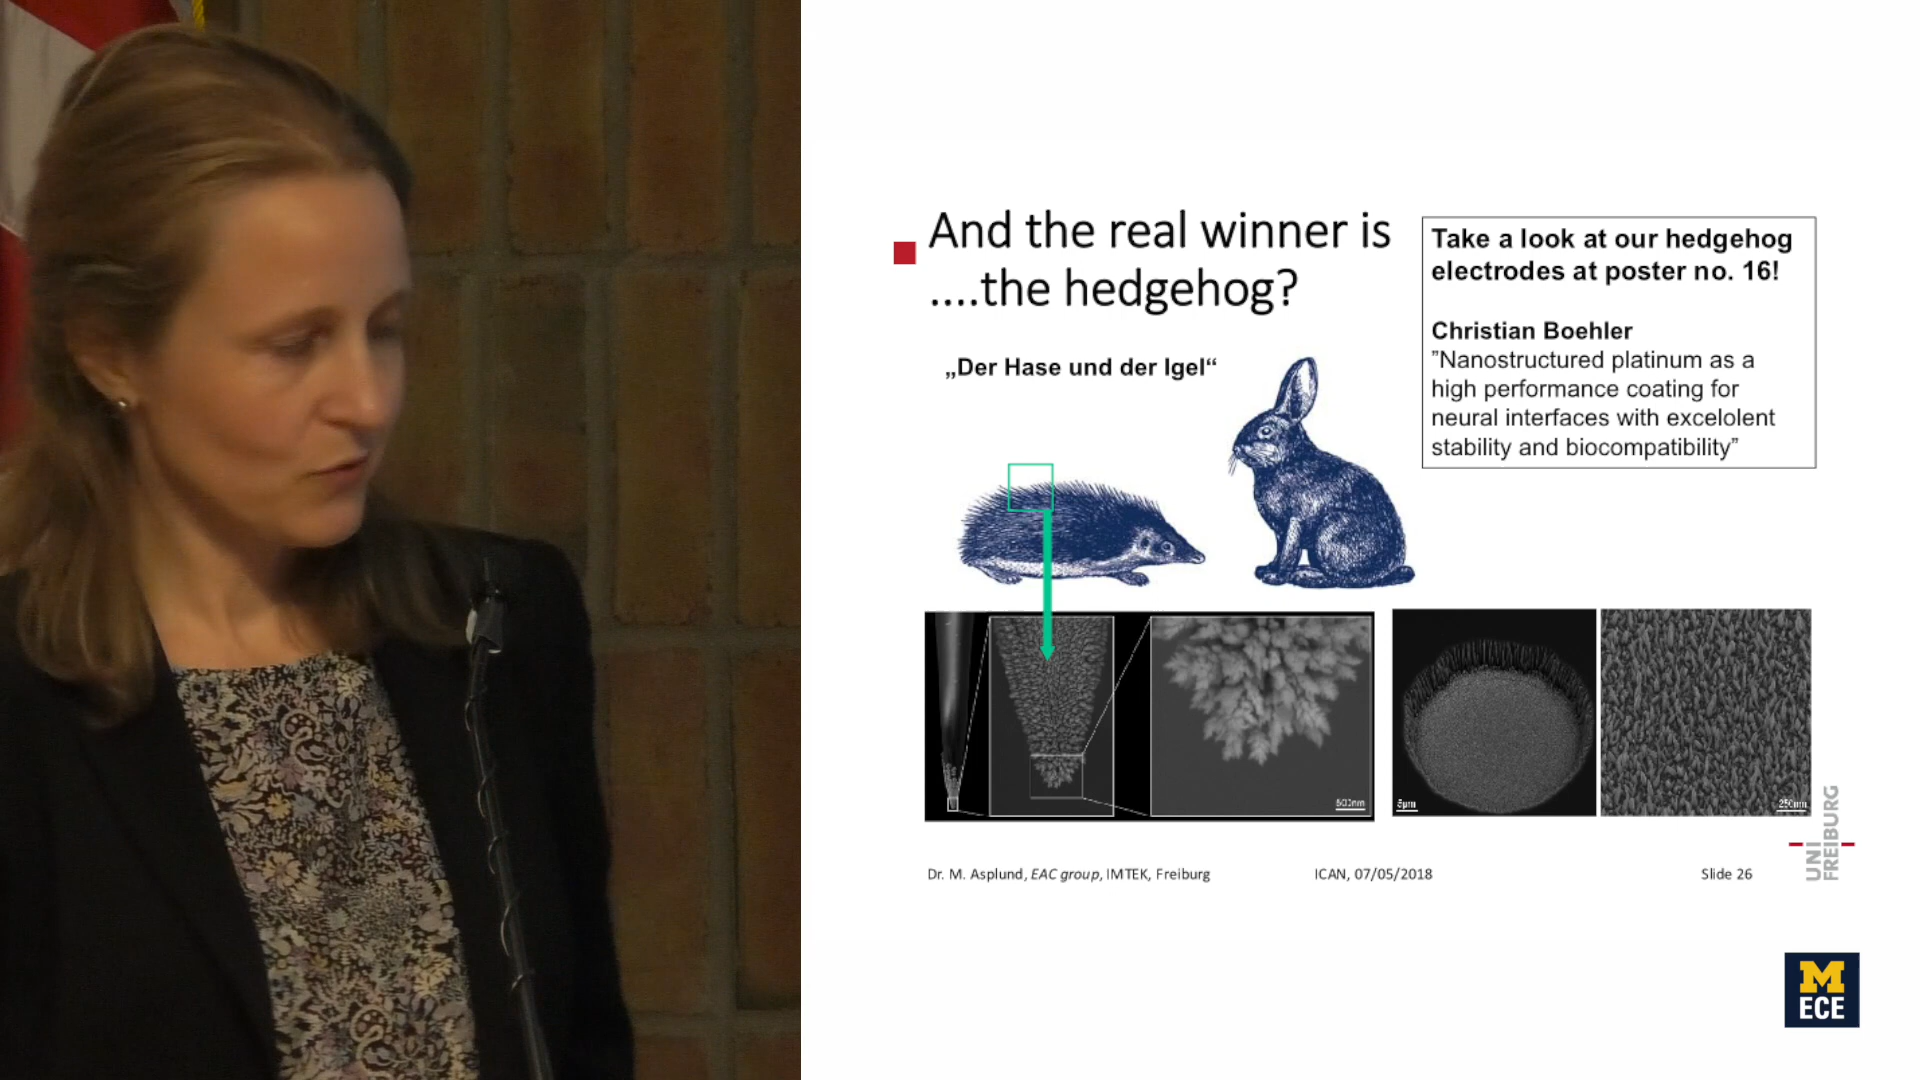 And the real winner is
....the hedgehog?
Take a look at our hedgehog
electrodes at poster no. 16!
Christian Boehler
”Nanostructured platinum as a
high performance coating for
neural interfaces with excelolent
stability and biocompatibility”
„Der Hase und der Igel“
500nm
5µm
250nm
Dr. M. Asplund, EAC group, IMTEK, Freiburg
ICAN, 07/05/2018
Slide 26
UNI
FREIBURG
M
ECE